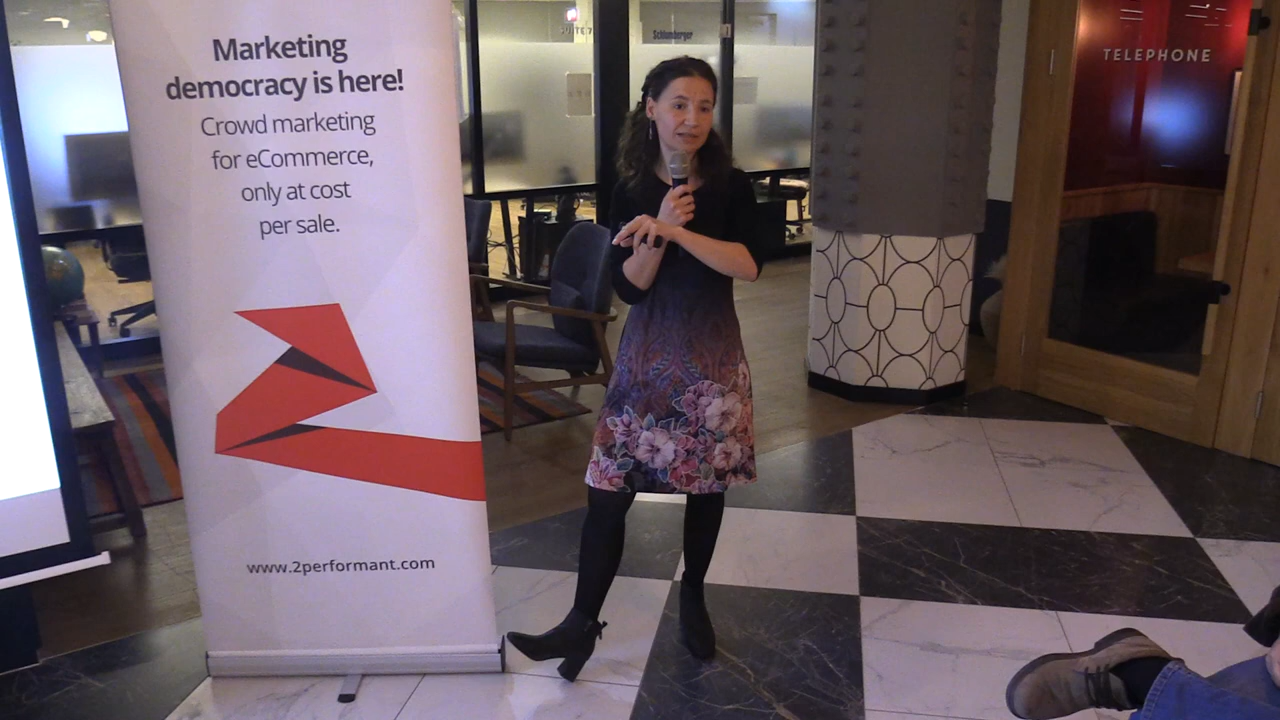 Marketing
democracy is here!
Crowd marketing
for eCommerce,
only at cost
per sale.
www.2performant.com
Schlumberger
TELEPHONE